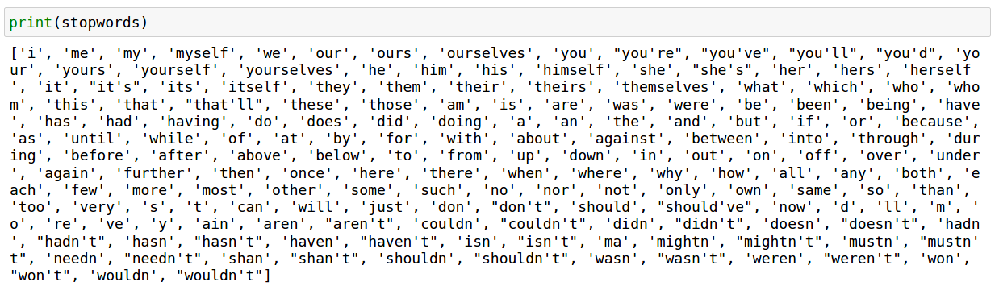 print(stopwords)
['i', 'me', 'my', 'myself', 'we', 'our', 'ours', 'ourselves', 'you', "you're", "you've", "you'll", "you'd", 'yo
ur', 'yours', 'yourself', 'yourselves', 'he', 'him', 'his', 'himself', 'she', "she's", 'her', 'hers', 'herself
', 'it', "it's", 'its', 'itself', 'they', 'them', 'their', 'theirs', 'themselves', 'what', 'which', 'who', 'who
m', 'this', 'that', "that'll", 'these', 'those', 'am', 'is', 'are', 'was', 'were', 'be', 'been', 'being', 'have
', 'has', 'had', 'having', 'do', 'does', 'did', 'doing', 'a', 'an', 'the', 'and', 'but', 'if', 'or', 'because',
'as', 'until', 'while', 'of', 'at', 'by', 'for', 'with', 'about', 'against', 'between', 'into', 'through', 'dur
ing', 'before', 'after', 'above', 'below', 'to', 'from', 'up', 'down', 'in', 'out', 'on', 'off', 'over', 'under
', 'again', 'further', 'then', 'once', 'here', 'there', 'when', 'where', 'why', 'how', 'all', 'any', 'both', 'e
ach', 'few', 'more', 'most', 'other', 'some', 'such', 'no', 'nor', 'not', 'only', 'own', 'same', 'so', 'than',
'too', 'very', 's', 't', 'can', 'will', 'just', 'don', "don't", 'should', "should've", 'now', 'd', 'll', 'm', '
o', 're', 've', 'y', 'ain', 'aren', "aren't", 'couldn', "couldn't", 'didn', "didn't", 'doesn', "doesn't", 'hadn
', "hadn't", 'hasn', "hasn't", 'haven', "haven't", 'isn', "isn't", 'ma', 'mightn', "mightn't", 'mustn', "mustn'
t", 'needn', "needn't", 'shan', "shan't", 'shouldn', "shouldn't", 'wasn', "wasn't", 'weren', "weren't", 'won',
"won't", 'wouldn', "wouldn't"]